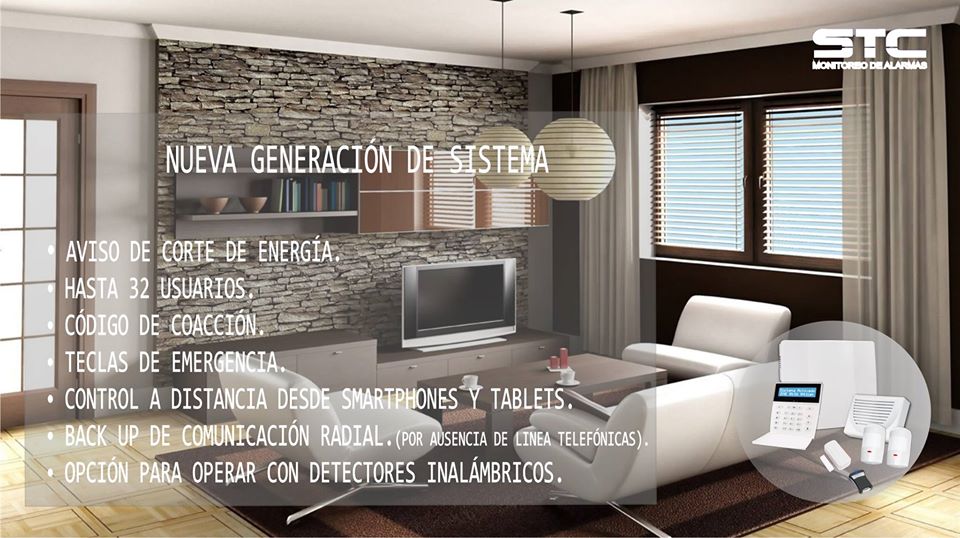 STC
MONITOREO DE ALARMAS
NUEVA GENERACIÓN DE SISTEMA
• AVISO DE CORTE DE ENERGÍA.
• HASTA 32 USUARIOS.
• CÓDIGO DE COACCIÓN.
• TECLAS DE EMERGENCIA.
• CONTROL A DISTANCIA DESDE SMARTPHONES Y TABLETS.
• BACK UP DE COMUNICACIÓN RADIAL.(POR AUSENCIA DE LINEA TELEFÓNICAS).
• OPCIÓN PARA OPERAR CON DETECTORES INALÁMBRICOS.